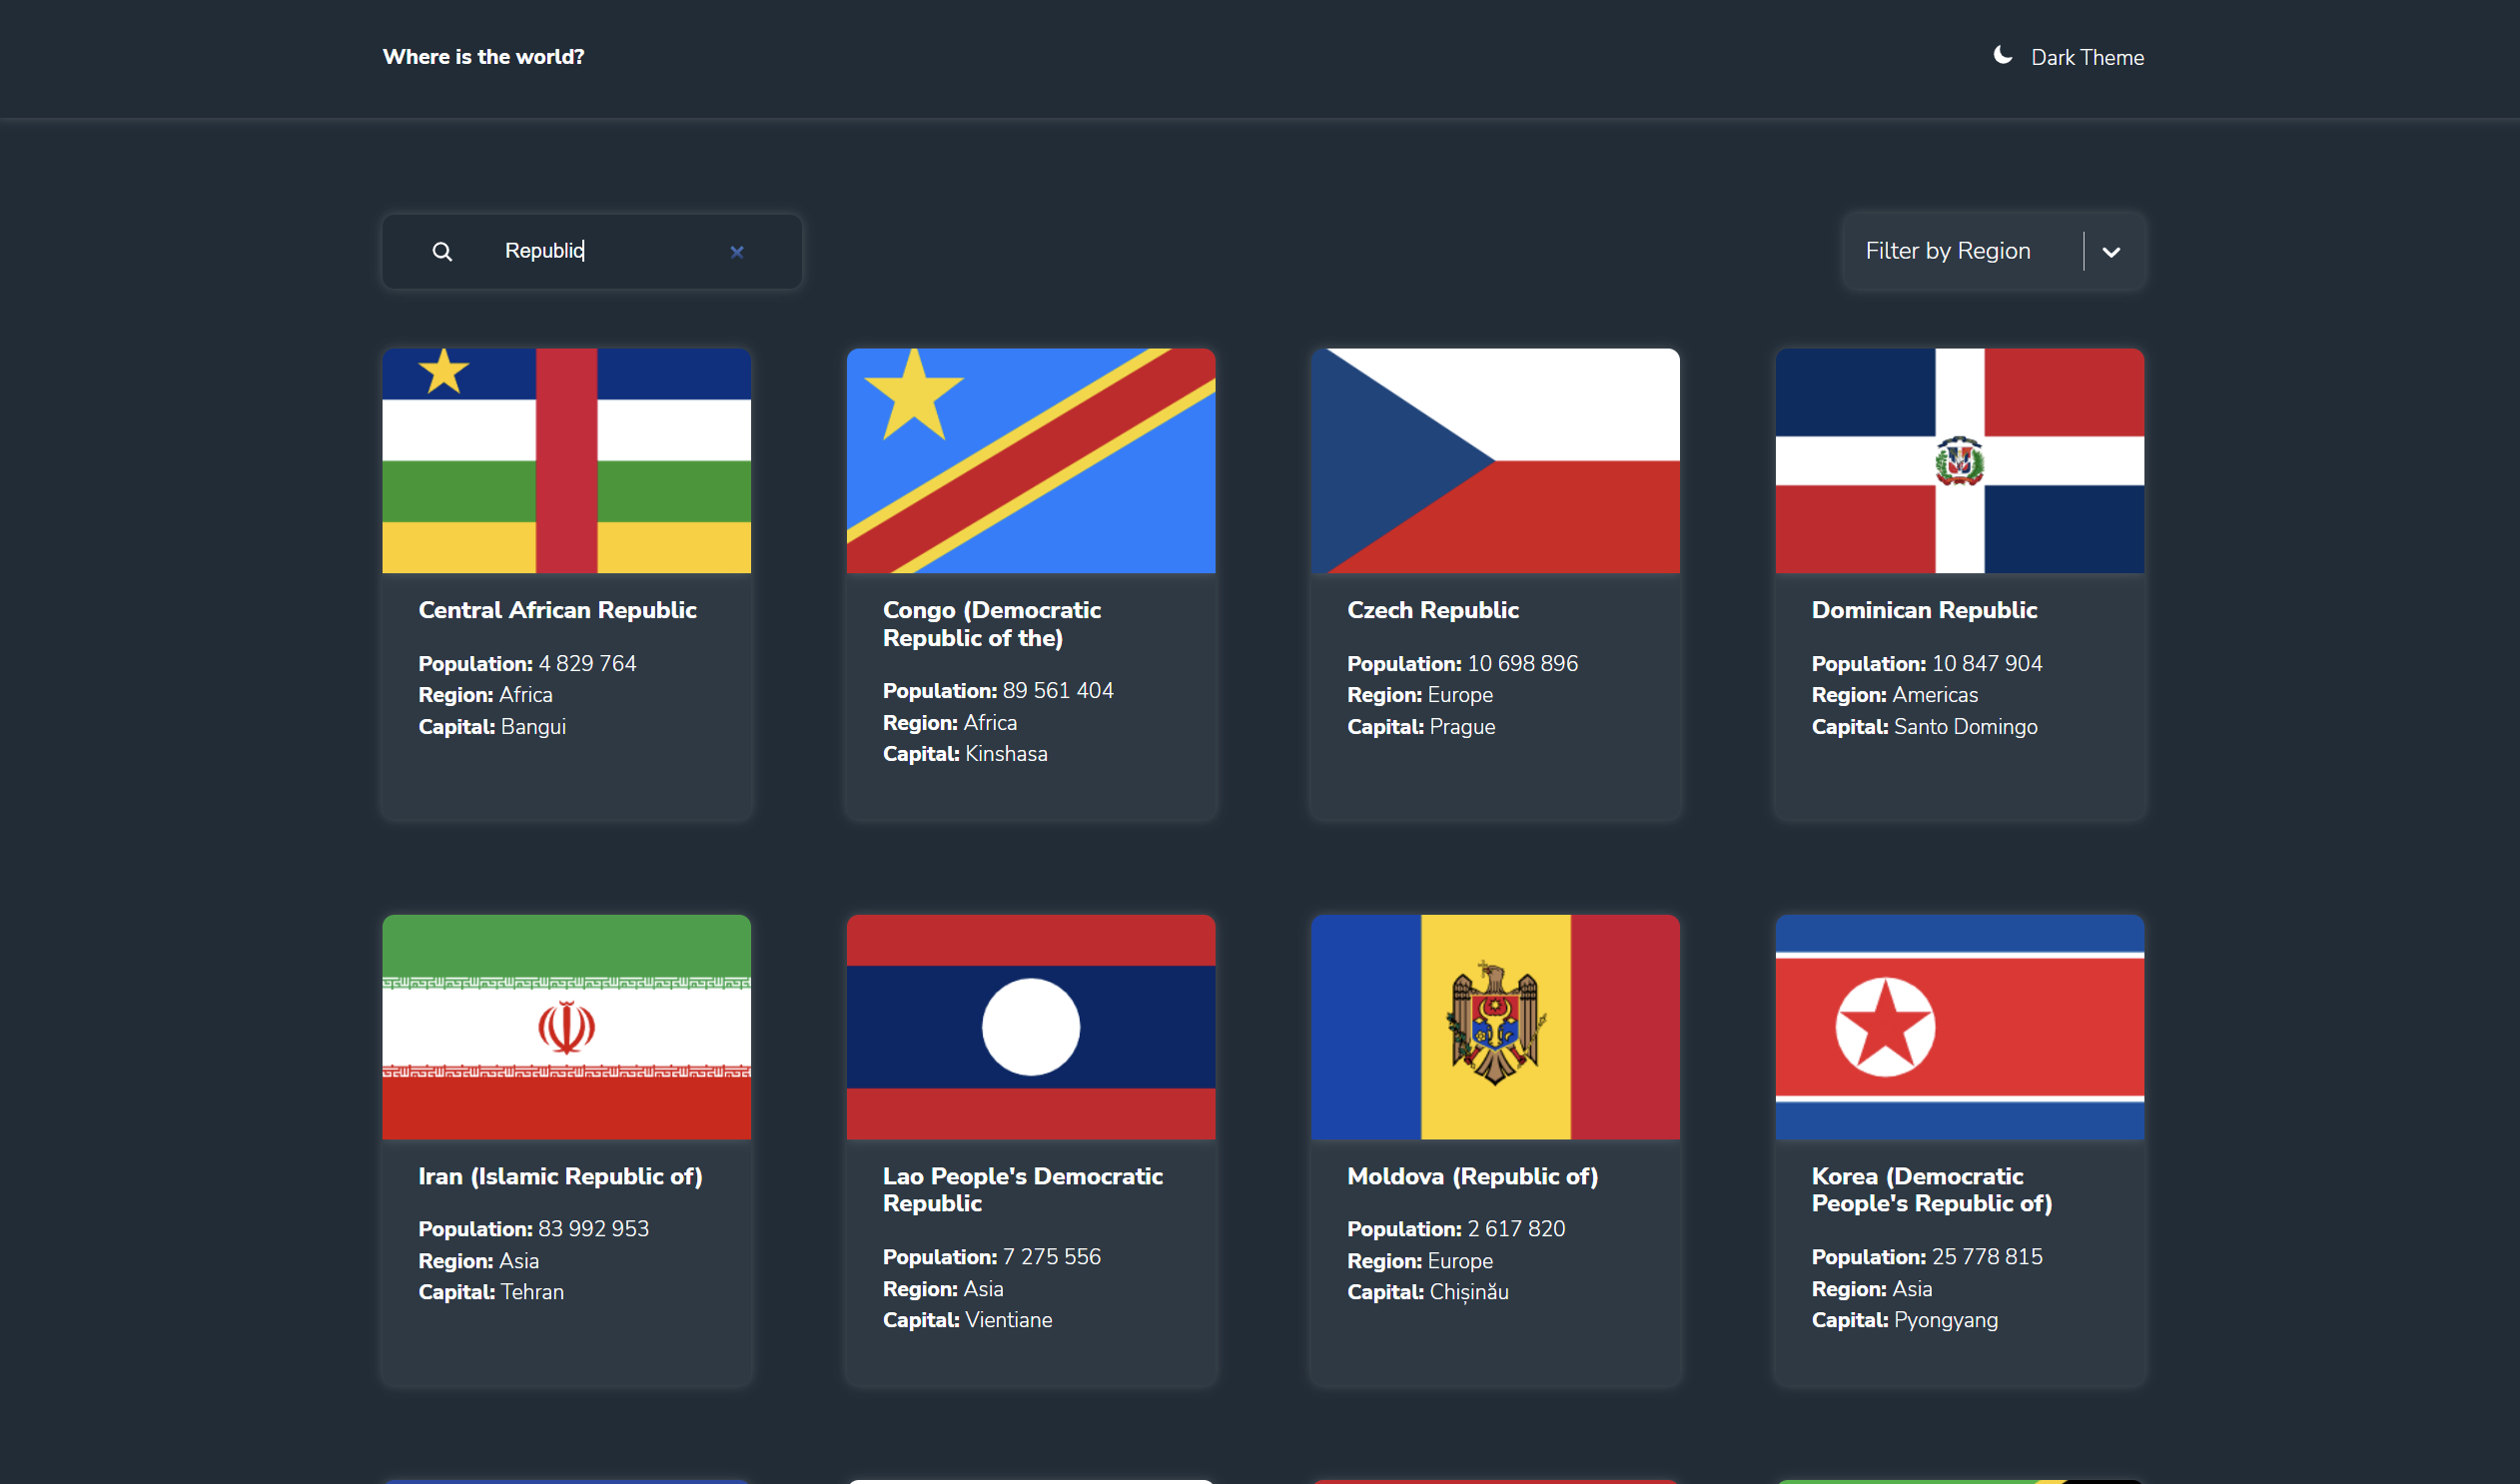 Where is the world?
Dark Theme
Republic
Filter by Region
Central African Republic
Population: 4 829 764
Region: Africa
Capital: Bangui
Congo (Democratic
Republic of the)
Population: 89 561 404
Region: Africa
Capital: Kinshasa
Czech Republic
Population: 10 698 896
Region: Europe
Capital: Prague
Dominican Republic
Population: 10 847 904
Region: Americas
Capital: Santo Domingo
Iran (Islamic Republic of)
Population: 83 992 953
Region: Asia
Capital: Tehran
Lao People's Democratic
Republic
Population: 7 275 556
Region: Asia
Capital: Vientiane
Moldova (Republic of)
Population: 2 617 820
Region: Europe
Capital: Chișinău
Korea (Democratic
People's Republic of)
Population: 25 778 815
Region: Asia
Capital: Pyongyang